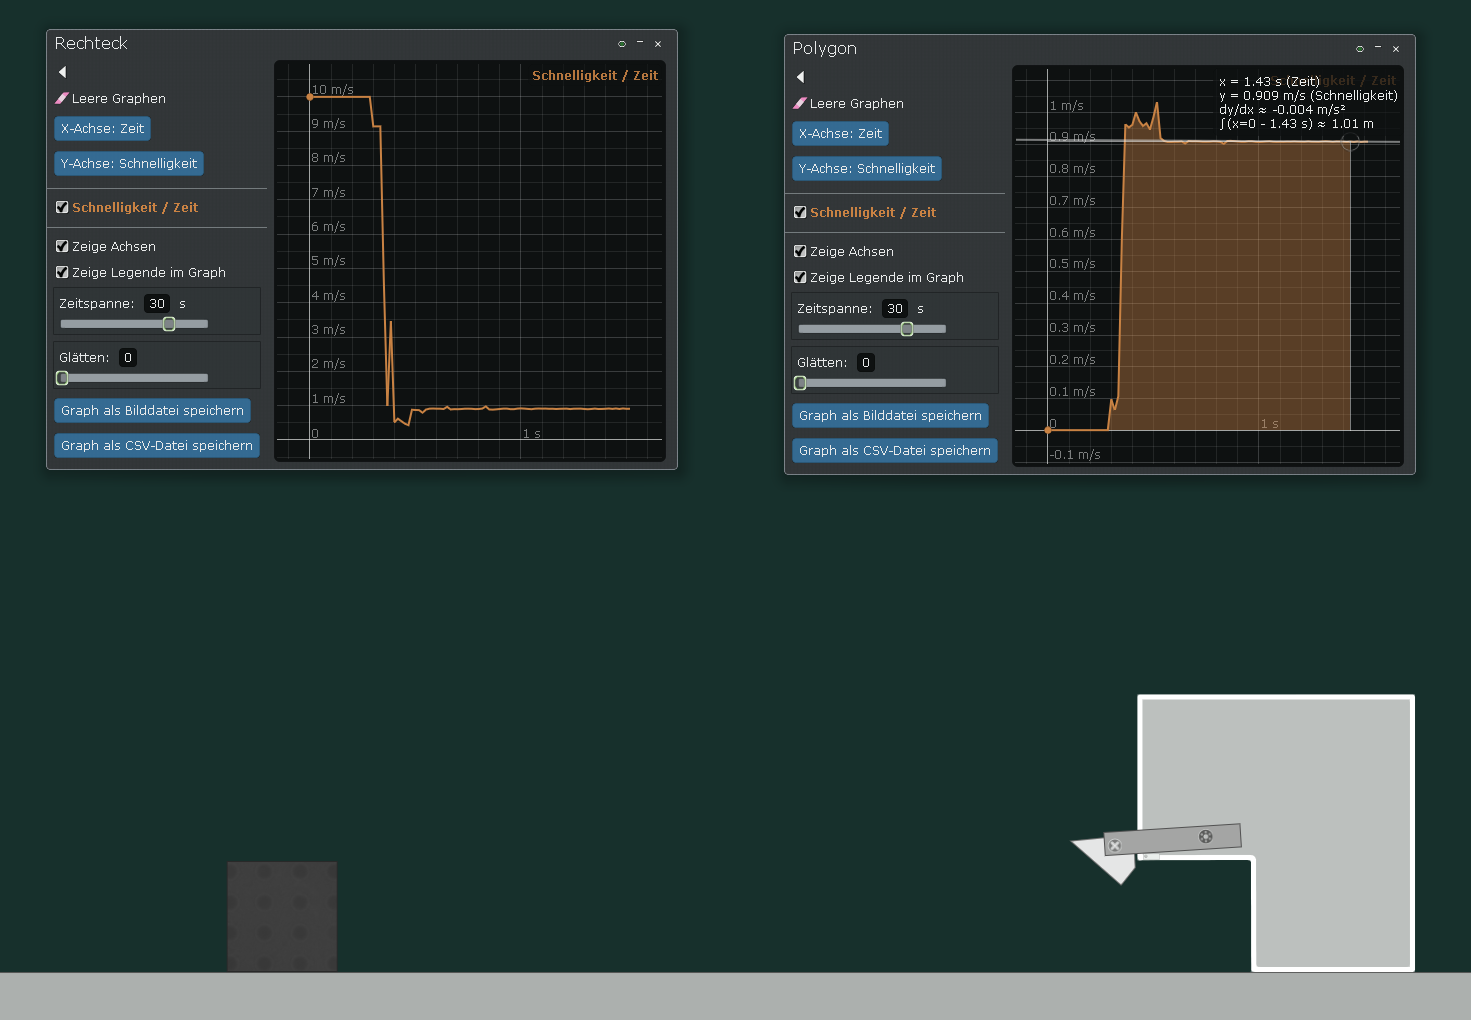 Rechteck
Leere Graphen
X-Achse: Zeit
Y-Achse: Schnelligkeit
Schnelligkeit / Zeit
Zeige Achsen
Zeige Legende im Graph
Zeitspanne: 30 s
Glätten: 0
Graph als Bilddatei speichern
Graph als CSV-Datei speichern
Schnelligkeit / Zeit
10 m/s
9 m/s
8 m/s
7 m/s
6 m/s
5 m/s
4 m/s
3 m/s
2 m/s
1 m/s
0
1 s
Polygon
Leere Graphen
X-Achse: Zeit
Y-Achse: Schnelligkeit
Schnelligkeit / Zeit
Zeige Achsen
Zeige Legende im Graph
Zeitspanne: 30 s
Glätten: 0
Graph als Bilddatei speichern
Graph als CSV-Datei speichern
x = 1.43 s (Zeit)
y = 0.909 m/s (Schnelligkeit)
dy/dx ≈ -0.004 m/s²
∫(x=0 - 1.43 s) ≈ 1.01 m
1 m/s
0.9 m/s
0.8 m/s
0.7 m/s
0.6 m/s
0.5 m/s
0.4 m/s
0.3 m/s
0.2 m/s
0.1 m/s
0
1 s
-0.1 m/s